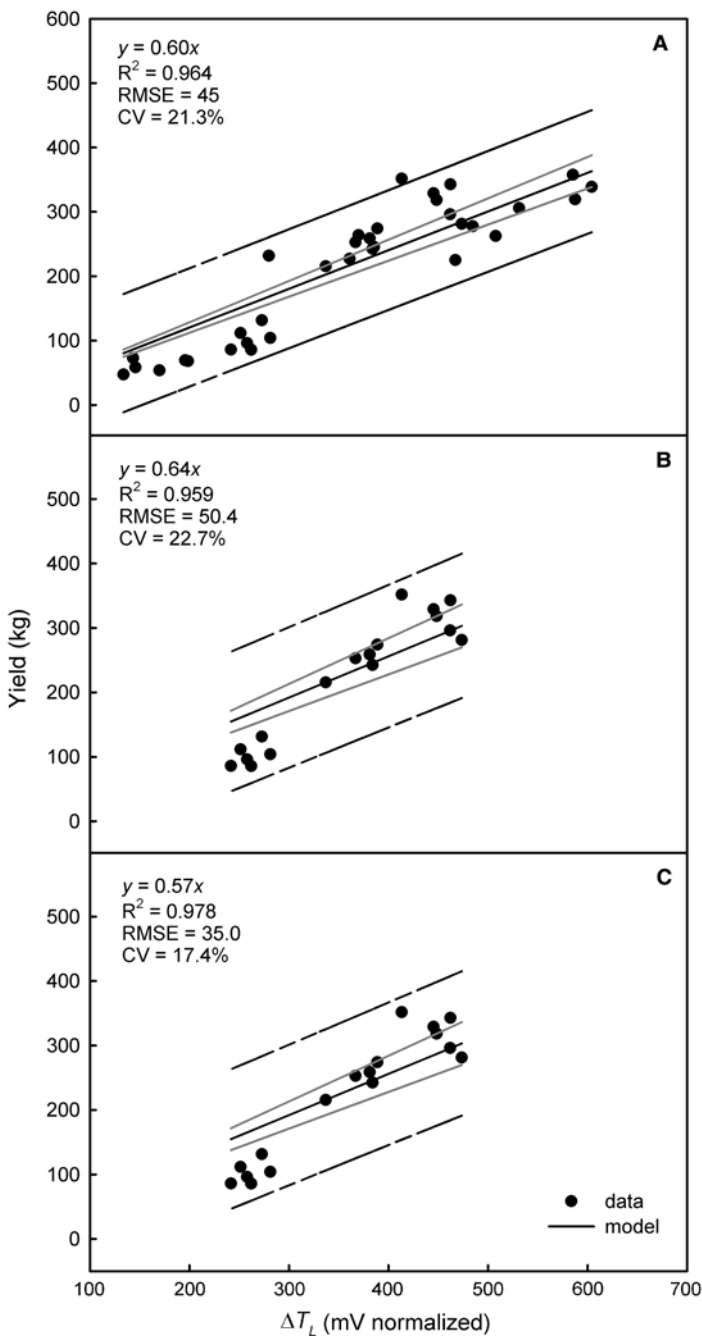 600
A
y = 0.60x
R² = 0.964
RMSE = 45
CV = 21.3%
500
400
300
200
100
0
B
y = 0.64x
R² = 0.959
RMSE = 50.4
CV = 22.7%
500
400
300
200
100
0
Yield (kg)
C
y = 0.57x
R² = 0.978
RMSE = 35.0
CV = 17.4%
500
400
300
200
100
0
data
model
100 200 300 400 500 600 700
ΔT_L (mV normalized)